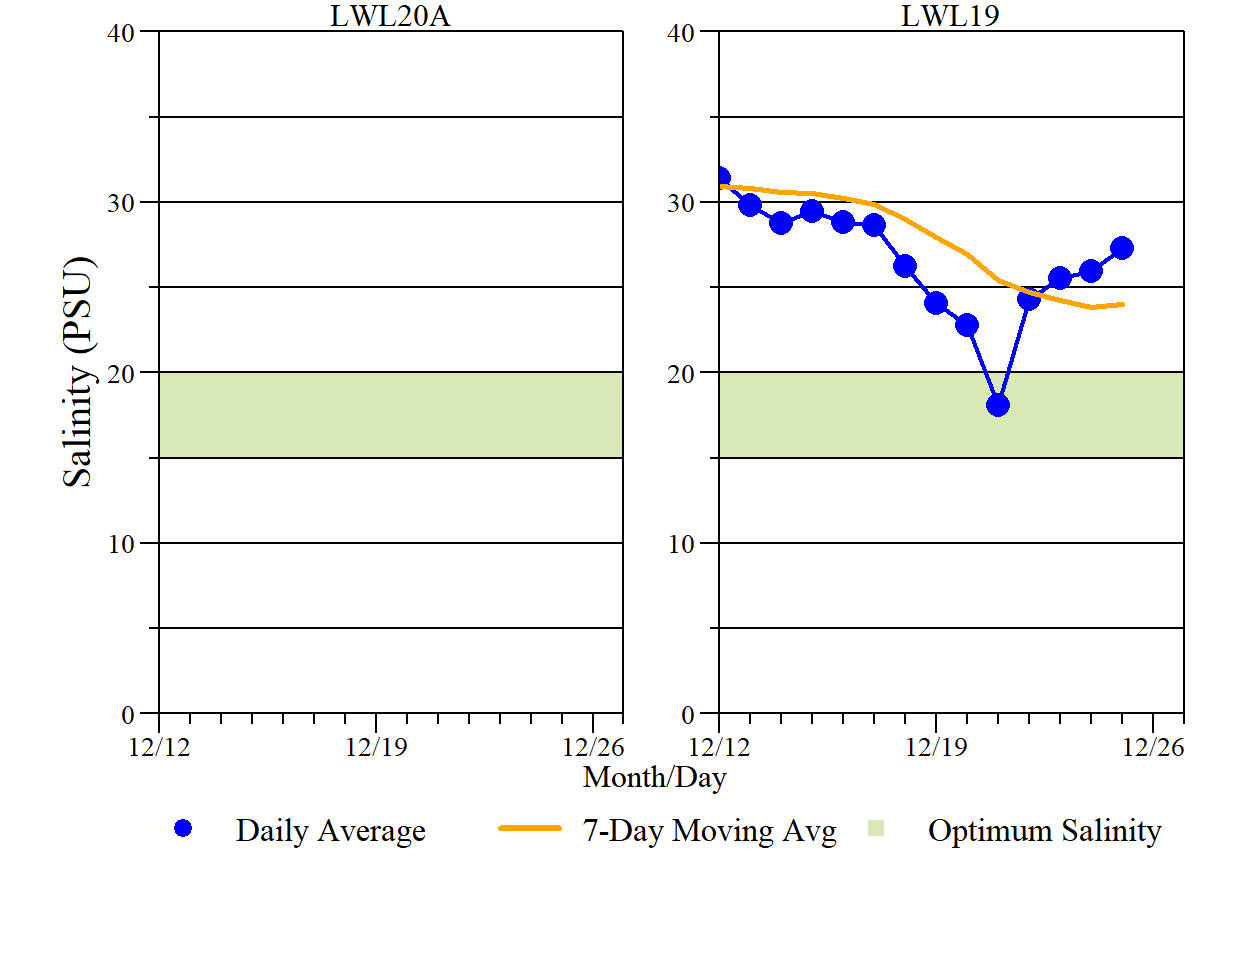 LWL20A
LWL19
40
30
20
10
0
40
30
20
10
0
Salinity (PSU)
12/12
12/19
12/26
12/12
12/19
12/26
Month/Day
Daily Average
7-Day Moving Avg
Optimum Salinity